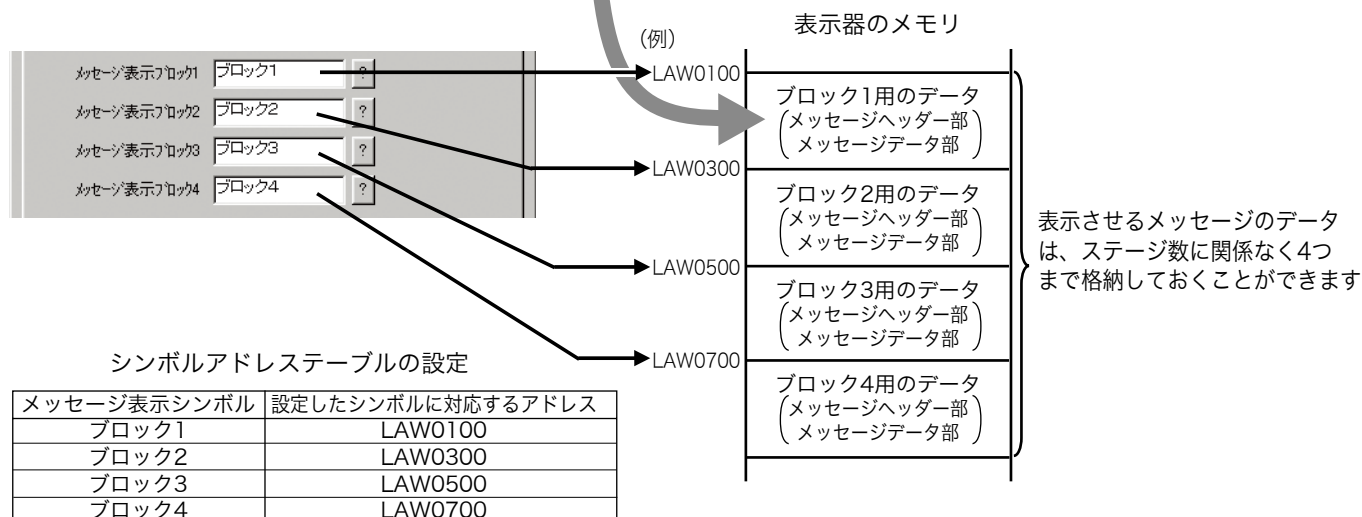 表示器のメモリ
(例)
メッセージ表示ブロック1 ブロック1 ?
メッセージ表示ブロック2 ブロック2 ?
メッセージ表示ブロック3 ブロック3 ?
メッセージ表示ブロック4 ブロック4 ?
LAW0100
ブロック1用のデータ
(メッセージヘッダー部
メッセージデータ部)
LAW0300
ブロック2用のデータ
(メッセージヘッダー部
メッセージデータ部)
LAW0500
ブロック3用のデータ
(メッセージヘッダー部
メッセージデータ部)
LAW0700
ブロック4用のデータ
(メッセージヘッダー部
メッセージデータ部)
表示させるメッセージのデータ
は、ステージ数に関係なく4つ
まで格納しておくことができます
シンボルアドレステーブルの設定
メッセージ表示シンボル 設定したシンボルに対応するアドレス
ブロック1 LAW0100
ブロック2 LAW0300
ブロック3 LAW0500
ブロック4 LAW0700